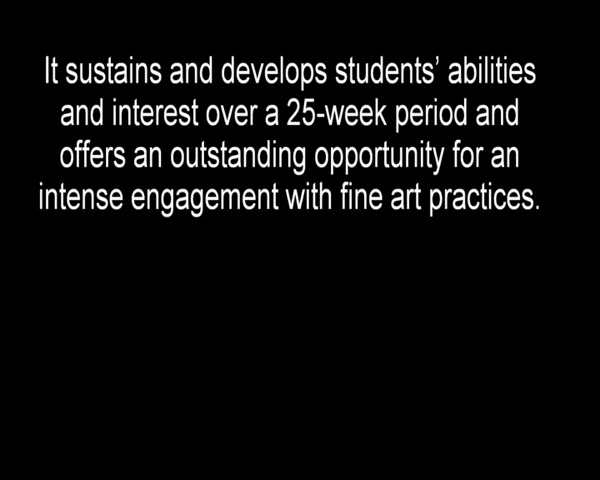 It sustains and develops students’ abilities
and interest over a 25-week period and
offers an outstanding opportunity for an
intense engagement with fine art practices.